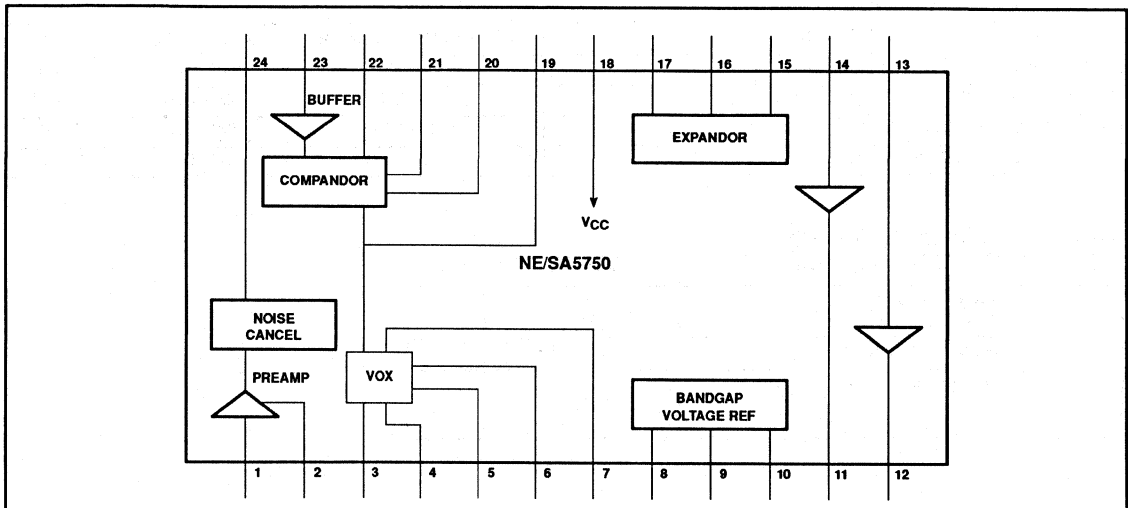 24 23 22 21 20 19 18 17 16 15 14 13
BUFFER
EXPANDOR
COMPANDOR
VCC
NE/SA5750
NOISE
CANCEL
VOX
PREAMP
BANDGAP
VOLTAGE REF
1 2 3 4 5 6 7 8 9 10 11 12